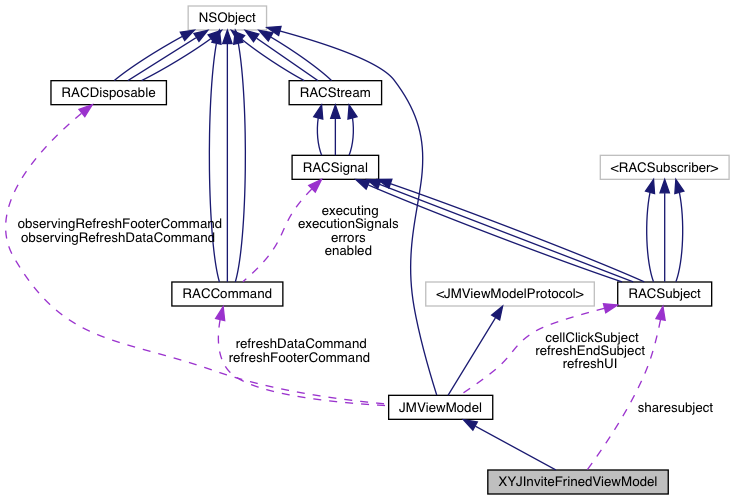 NSObject
RACDisposable
RACStream
RACSignal
<RACSubscriber>
observingRefreshFooterCommand
observingRefreshDataCommand
executing
executionSignals
errors
enabled
RACCommand
<JMViewModelProtocol>
RACSubject
refreshDataCommand
refreshFooterCommand
cellClickSubject
refreshEndSubject
refreshUI
JMViewModel
sharesubject
XYJInviteFrinedViewModel